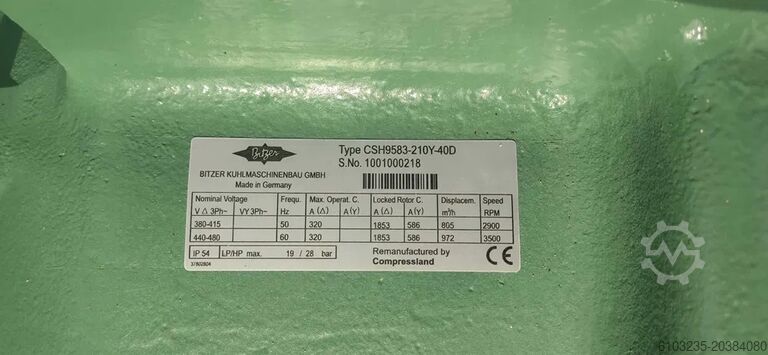 Bitzer
BITZER KUHLMASCHINENBAU GMBH
Made in Germany
Type CSH9583-210Y-40D
S.No. 1001000218
Nominal Voltage Frequ. Max. Operat. C. Locked Rotor C. Displacem. Speed
V △ 3Ph~ VY 3Ph~ Hz A (△) A (Y) A (△) A (Y) m³/h RPM
380-415 50 320 1853 586 805 2900
440-480 60 320 1853 586 972 3500
IP 54 LP/HP max. 19 / 28 bar
37802804
Remanufactured by
Compressland
CE
6103235-20384080